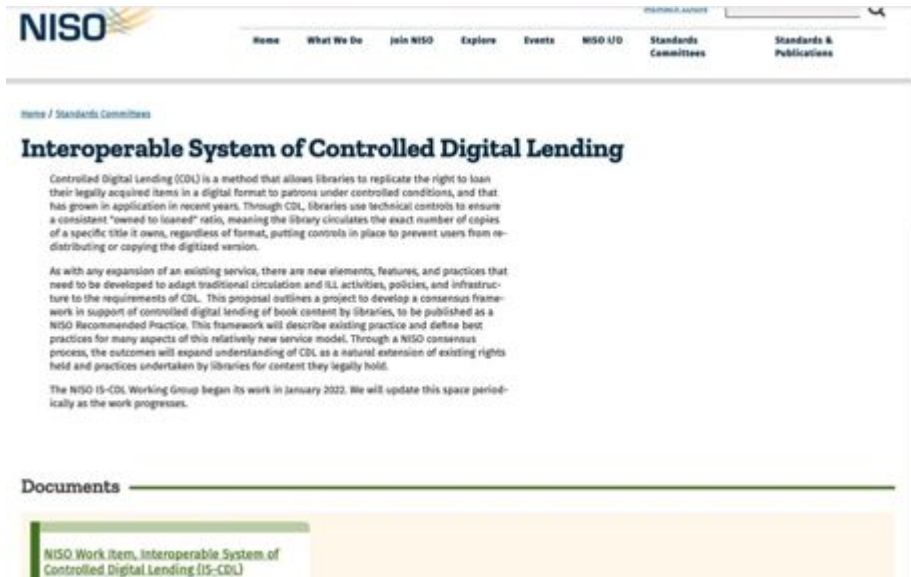 NISO
Home What We Do Join NISO Explore Events NISO I/O Standards Committees Standards & Publications
Home / Standards Committees
Interoperable System of Controlled Digital Lending
Controlled Digital Lending (CDL) is a method that allows libraries to replicate the right to loan
their legally acquired items in a digital format to patrons under controlled conditions, and that
has grown in application in recent years. Through CDL, libraries use technical controls to ensure
a consistent "owned to loaned" ratio, meaning the library circulates the exact number of copies
of a specific title it owns, regardless of format, putting controls in place to prevent users from re-
distributing or copying the digitized version.
As with any expansion of an existing service, there are new elements, features, and practices that
need to be developed to adapt traditional circulation and ILL activities, policies, and infrastruc-
ture to the requirements of CDL. This proposal outlines a project to develop a consensus frame-
work in support of controlled digital lending of book content by libraries, to be published as a
NISO Recommended Practice. This framework will describe existing practice and define best
practices for many aspects of this relatively new service model. Through a NISO consensus
process, the outcomes will expand understanding of CDL as a natural extension of existing rights
held and practices undertaken by libraries for content they legally hold.
The NISO IS-CDL Working Group began its work in January 2022. We will update this space period-
ically as the work progresses.
Documents
NISO Work Item, Interoperable System of
Controlled Digital Lending (IS-CDL)